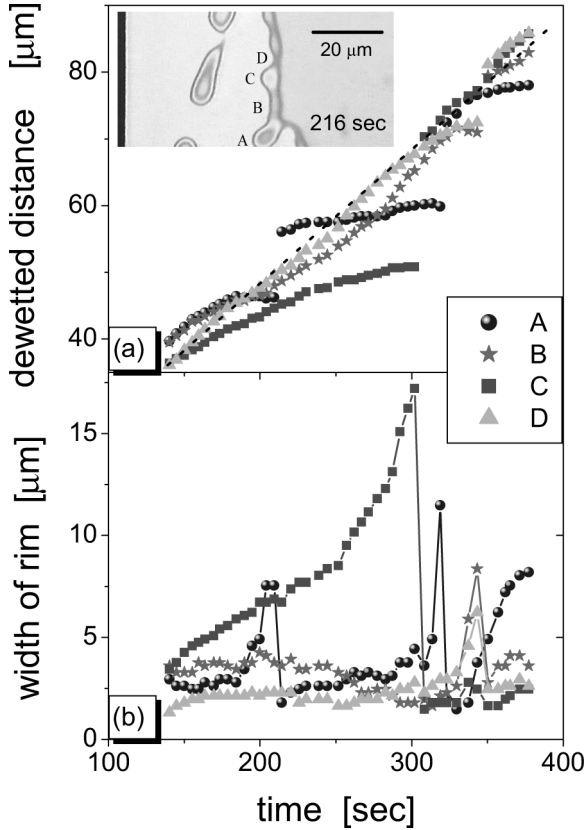 dewetted distance [μm]
80
60
40
D
C
B
A
20 μm
216 sec
(a)
A
B
C
D
width of rim [μm]
15
10
5
0
(b)
100
200
300
400
time [sec]